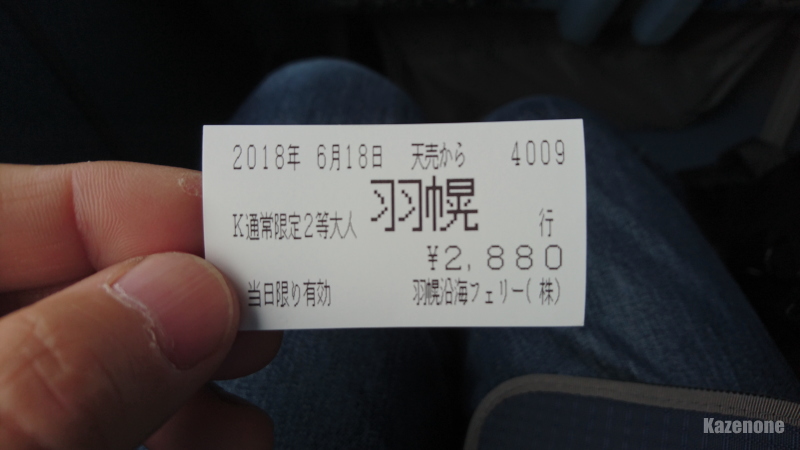 2018年 6月18日 天売から 4009
K通常限定2等大人 羽幌 行
¥2,880
当日限り有効 羽幌沿海フェリー(株)
Kazenone